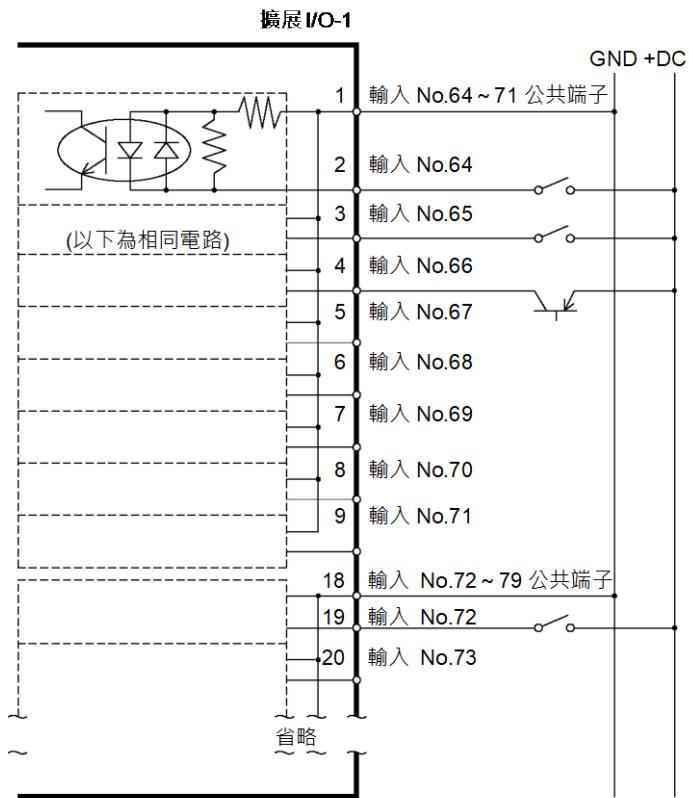 擴展 I/O-1
GND +DC
1 輸入 No.64 ~ 71 公共端子
2 輸入 No.64
3 輸入 No.65
(以下為相同電路)
4 輸入 No.66
5 輸入 No.67
6 輸入 No.68
7 輸入 No.69
8 輸入 No.70
9 輸入 No.71
18 輸入 No.72 ~ 79 公共端子
19 輸入 No.72
20 輸入 No.73
省略